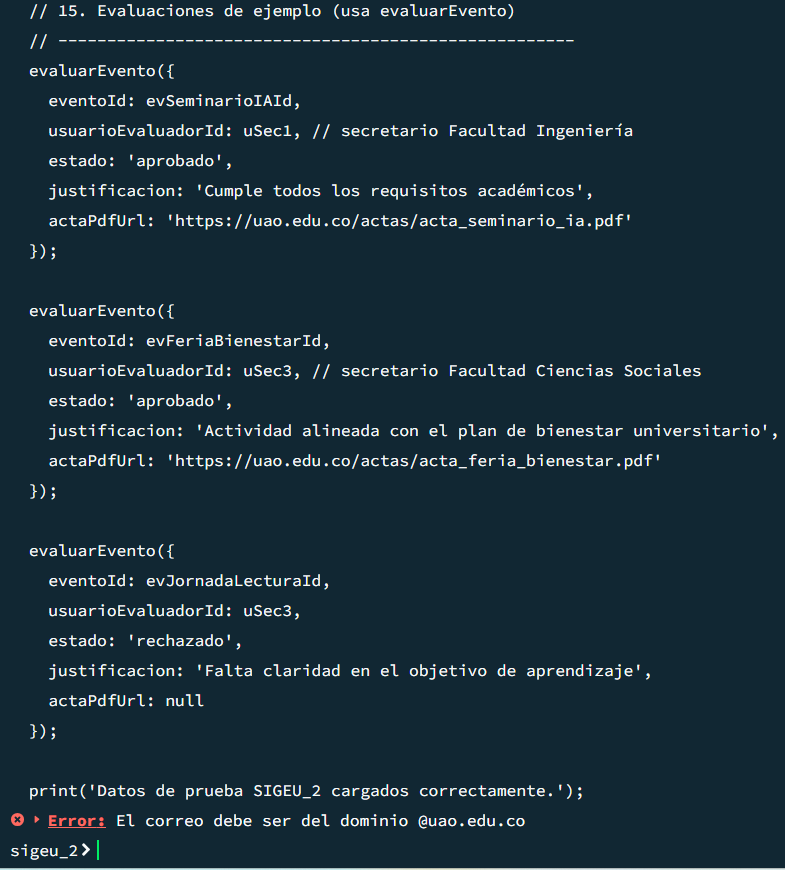 // 15. Evaluaciones de ejemplo (usa evaluarEvento)
// -----------------------------------------------------
evaluarEvento({
  eventoId: evSeminarioIAId,
  usuarioEvaluadorId: uSec1, // secretario Facultad Ingeniería
  estado: 'aprobado',
  justificacion: 'Cumple todos los requisitos académicos',
  actaPdfUrl: 'https://uao.edu.co/actas/acta_seminario_ia.pdf'
});

evaluarEvento({
  eventoId: evFeriaBienestarId,
  usuarioEvaluadorId: uSec3, // secretario Facultad Ciencias Sociales
  estado: 'aprobado',
  justificacion: 'Actividad alineada con el plan de bienestar universitario',
  actaPdfUrl: 'https://uao.edu.co/actas/acta_feria_bienestar.pdf'
});

evaluarEvento({
  eventoId: evJornadaLecturaId,
  usuarioEvaluadorId: uSec3,
  estado: 'rechazado',
  justificacion: 'Falta claridad en el objetivo de aprendizaje',
  actaPdfUrl: null
});

print('Datos de prueba SIGEU_2 cargados correctamente.');
Error: El correo debe ser del dominio @uao.edu.co
sigeu_2>